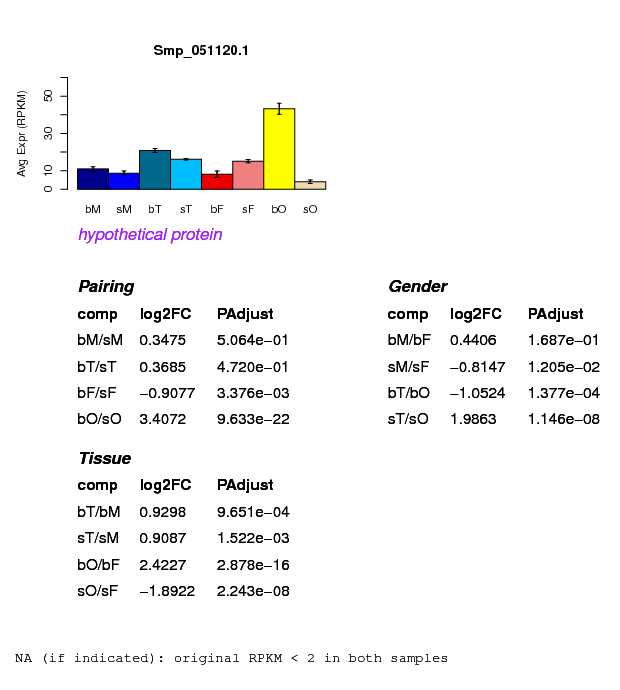 Smp_051120.1
Avg Expr (RPKM)
50
30
10
0
bM sM bT sT bF sF bO sO
hypothetical protein
Pairing
comp log2FC PAdjust
bM/sM 0.3475 5.064e−01
bT/sT 0.3685 4.720e−01
bF/sF −0.9077 3.376e−03
bO/sO 3.4072 9.633e−22
Gender
comp log2FC PAdjust
bM/bF 0.4406 1.687e−01
sM/sF −0.8147 1.205e−02
bT/bO −1.0524 1.377e−04
sT/sO 1.9863 1.146e−08
Tissue
comp log2FC PAdjust
bT/bM 0.9298 9.651e−04
sT/sM 0.9087 1.522e−03
bO/bF 2.4227 2.878e−16
sO/sF −1.8922 2.243e−08
NA (if indicated): original RPKM < 2 in both samples